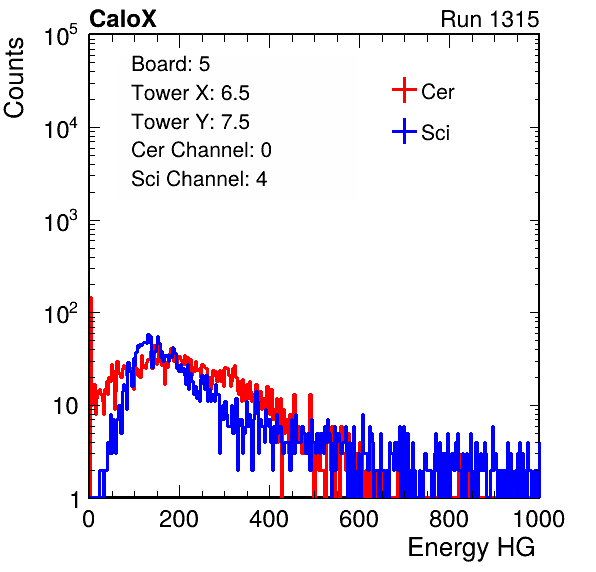 CaloX Run 1315
Counts
Board: 5
Tower X: 6.5
Tower Y: 7.5
Cer Channel: 0
Sci Channel: 4
Cer
Sci
10^5
10^4
10^3
10^2
10
1
0 200 400 600 800 1000
Energy HG